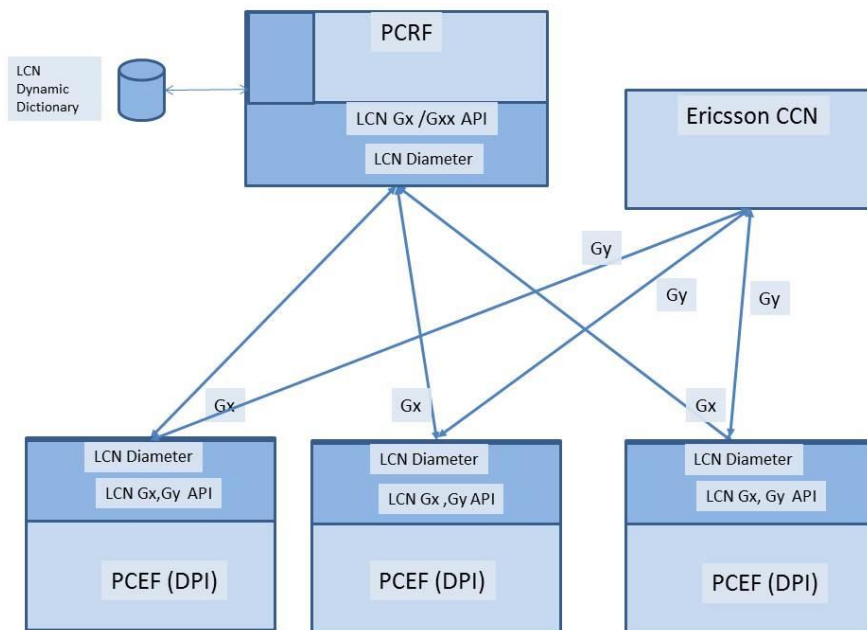 PCRF
LCN
Dynamic
Dictionary
LCN Gx /Gxx API
LCN Diameter
Ericsson CCN
Gy
Gy
Gy
Gx
Gx
Gx
LCN Diameter
LCN Gx,Gy API
PCEF (DPI)
LCN Diameter
LCN Gx ,Gy API
PCEF (DPI)
LCN Diameter
LCN Gx, Gy API
PCEF (DPI)